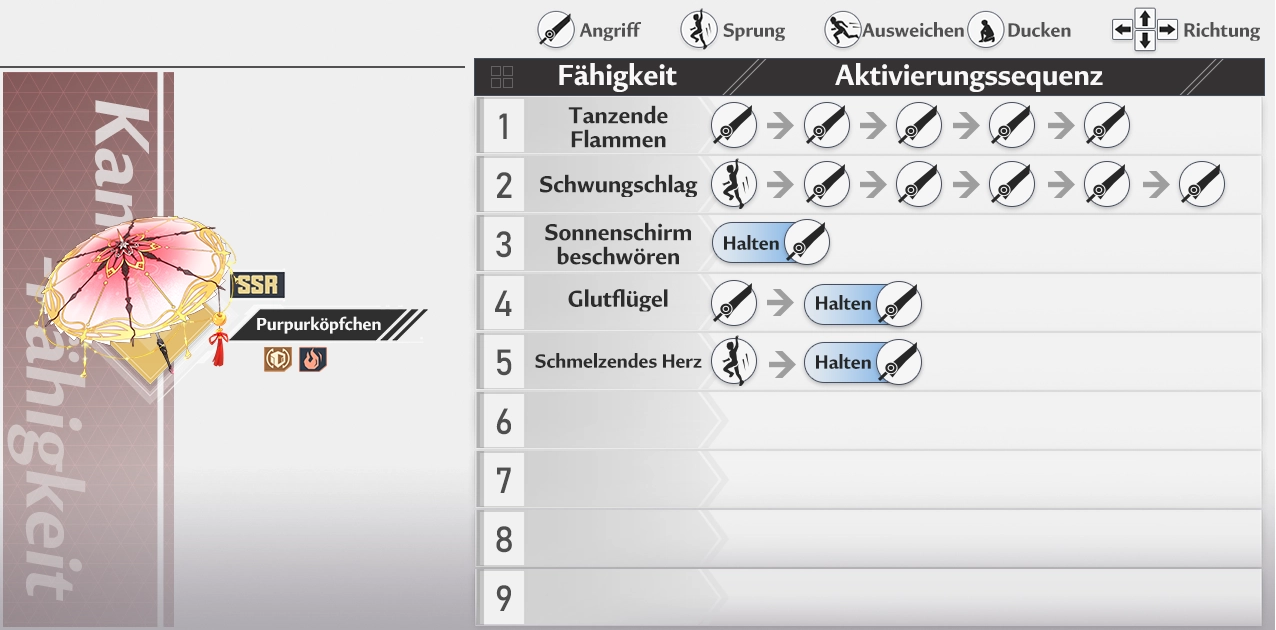 Angriff Sprung Ausweichen Ducken Richtung
Fähigkeit Aktivierungssequenz
1 Tanzende
Flammen
2 Schwungschlag
3 Sonnenschirm
beschwören
Halten
4 Glutflügel Halten
5 Schmelzendes Herz Halten
6
7
8
9
SSR
Purpurköpfchen